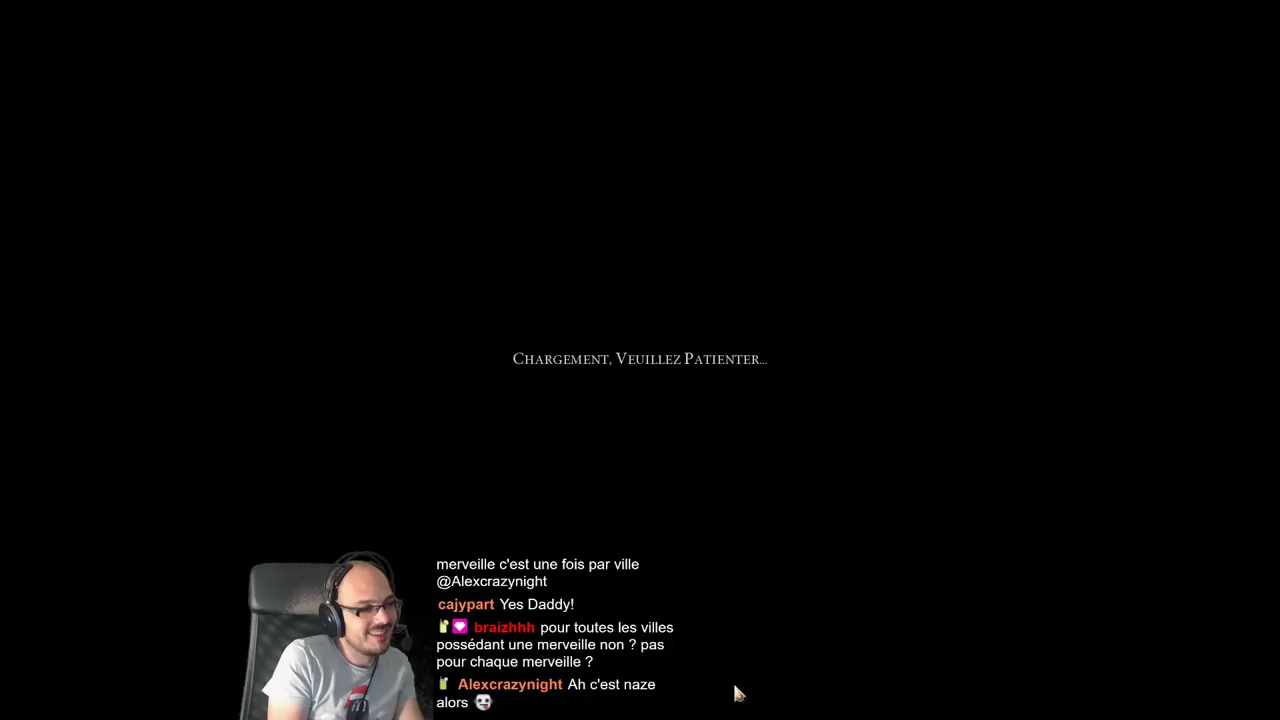 Chargement, Veuillez Patienter...
merveille c'est une fois par ville
@Alexcrazynight
cajypart Yes Daddy!
braizhhh pour toutes les villes
possédant une merveille non ? pas
pour chaque merveille ?
Alexcrazynight Ah c'est naze
alors